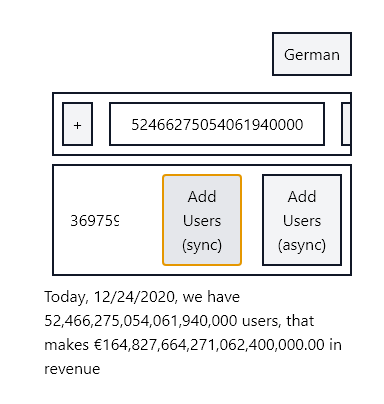 German
+
52466275054061940000
369759
Add
Users
(sync)
Add
Users
(async)
Today, 12/24/2020, we have
52,466,275,054,061,940,000 users, that
makes €164,827,664,271,062,400,000.00 in
revenue